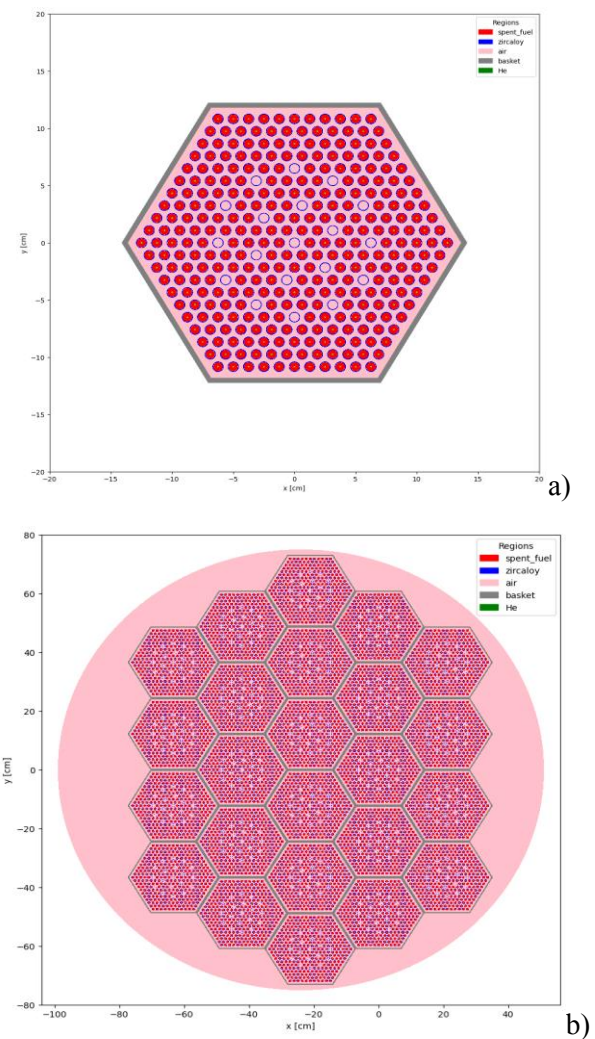 20
15
10
5
0
−5
−10
−15
−20
y [cm]
−20 −15 −10 −5 0 5 10 15 20
x [cm]
Regions
spent_fuel
zircaloy
air
basket
He
a)
80
60
40
20
0
−20
−40
−60
−80
y [cm]
−100 −80 −60 −40 −20 0 20 40
x [cm]
Regions
spent_fuel
zircaloy
air
basket
He
b)